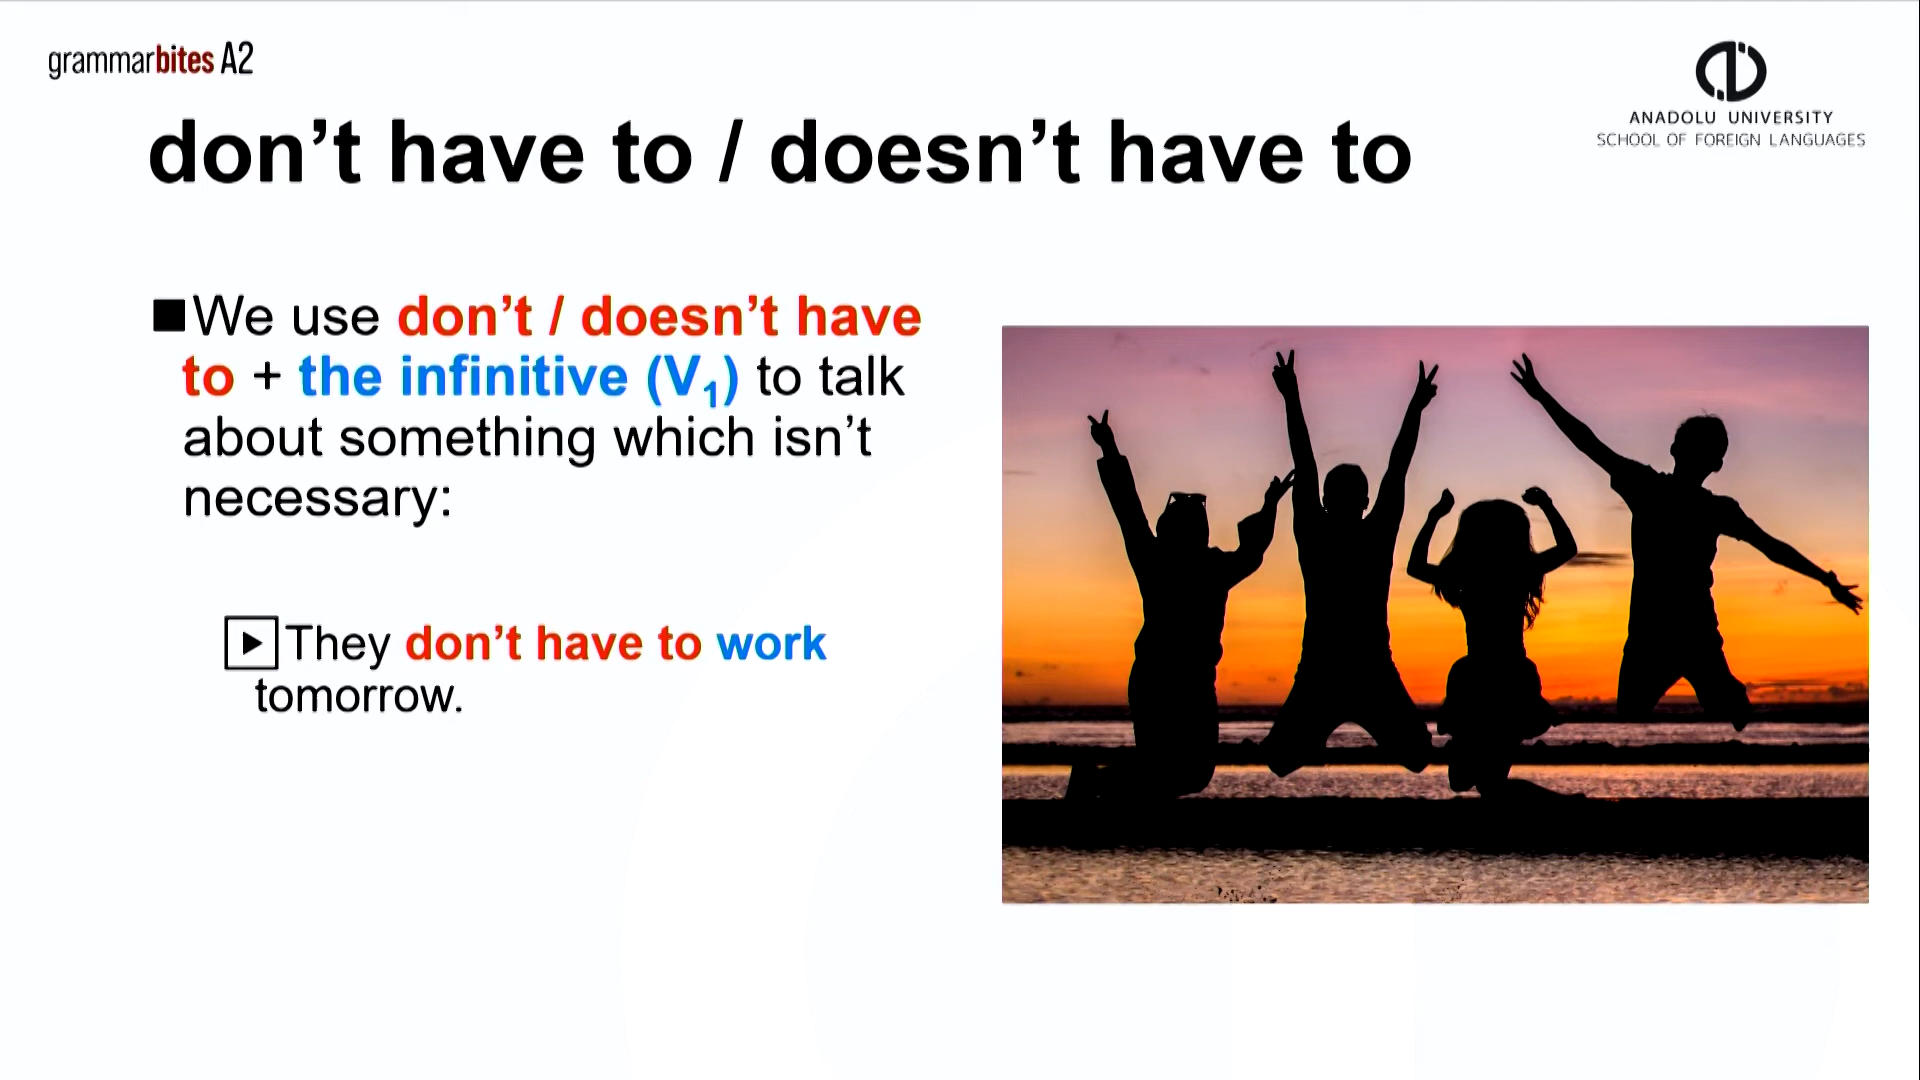 grammarbites A2
ANADOLU UNIVERSITY
SCHOOL OF FOREIGN LANGUAGES
don’t have to / doesn’t have to
We use don’t / doesn’t have
to + the infinitive (V₁) to talk
about something which isn’t
necessary:
They don’t have to work
tomorrow.